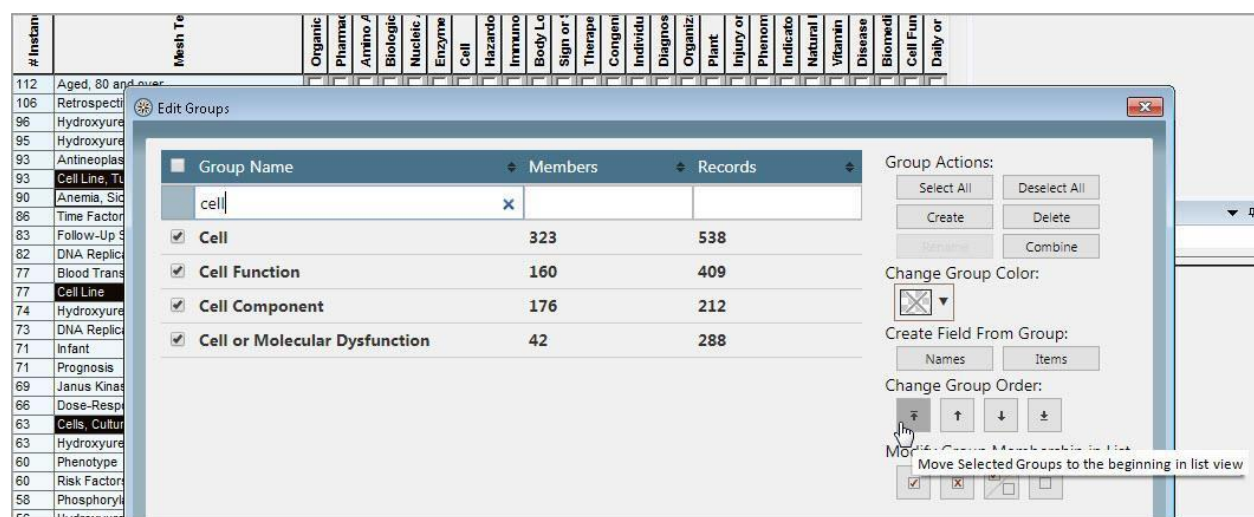 # Instan
Mesh Te
Organic
Pharmac
Amino A
Biologic
Nucleic
Enzyme
Cell
Hazardo
Immuno
Body Lo
Sign or
Therape
Congeni
Individu
Diagnos
Organiz
Plant
Injury or
Phenom
Indicato
Natural
Vitamin
Disease
Biomedi
Cell Fun
Daily or
112 Aged, 80 and over
106 Retrospecti
96 Hydroxyure
95 Hydroxyure
93 Antineoplas
93 Cell Line, Tu
90 Anemia, Sic
86 Time Factor
83 Follow-Up S
82 DNA Replica
77 Blood Trans
77 Cell Line
74 Hydroxyure
73 DNA Replica
71 Infant
71 Prognosis
69 Janus Kinas
66 Dose-Respo
63 Cells, Cultur
63 Hydroxyure
60 Phenotype
60 Risk Factors
58 Phosphoryla
Edit Groups
Group Name Members Records
cell
Cell 323 538
Cell Function 160 409
Cell Component 176 212
Cell or Molecular Dysfunction 42 288
Group Actions:
Select All Deselect All
Create Delete
Rename Combine
Change Group Color:
Create Field From Group:
Names Items
Change Group Order:
Move Selected Groups to the beginning in list view